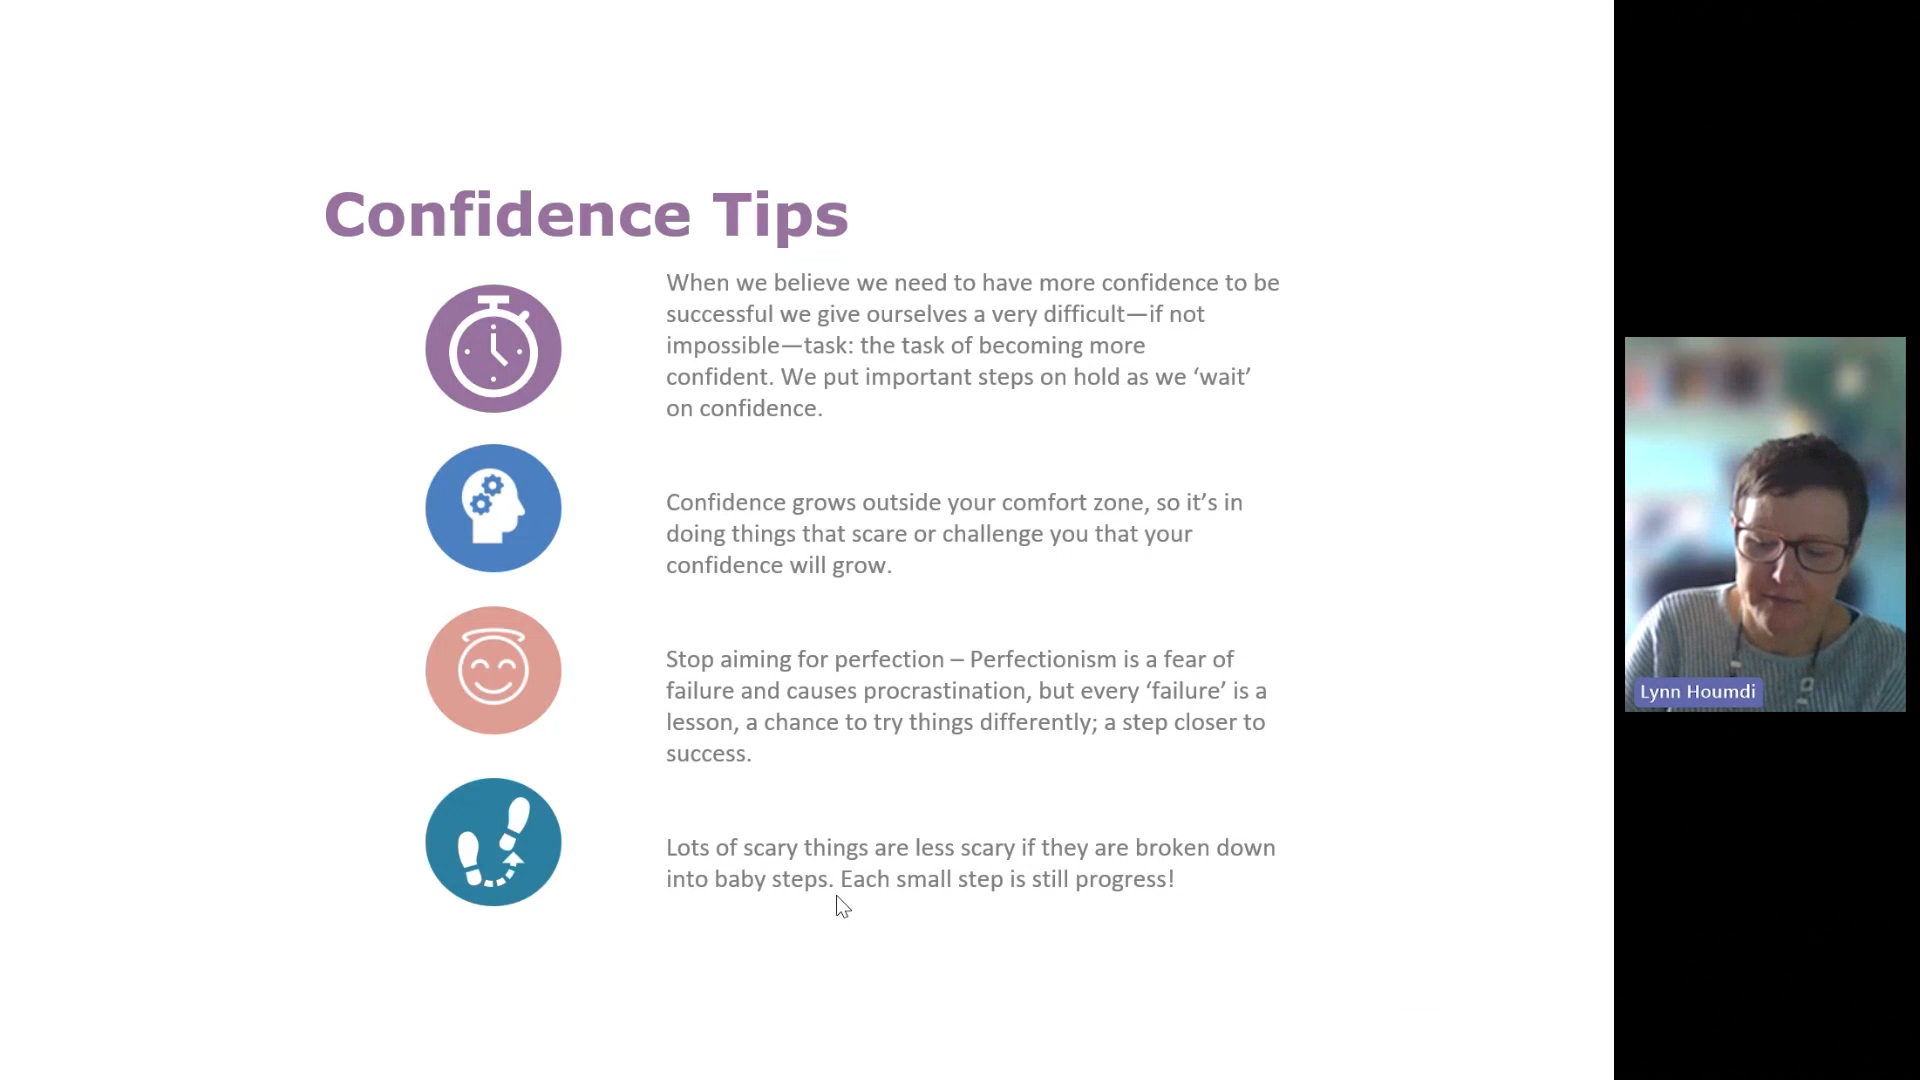 Confidence Tips
When we believe we need to have more confidence to be
successful we give ourselves a very difficult—if not
impossible—task: the task of becoming more
confident. We put important steps on hold as we ‘wait’
on confidence.
Confidence grows outside your comfort zone, so it’s in
doing things that scare or challenge you that your
confidence will grow.
Stop aiming for perfection – Perfectionism is a fear of
failure and causes procrastination, but every ‘failure’ is a
lesson, a chance to try things differently; a step closer to
success.
Lots of scary things are less scary if they are broken down
into baby steps. Each small step is still progress!
Lynn Houmdi